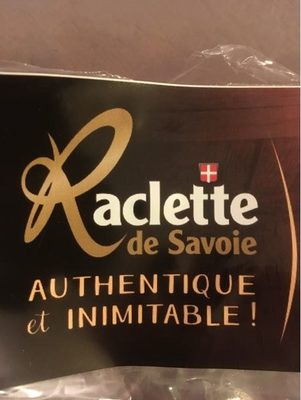 Raclette
de Savoie
AUTHENTIQUE
et INIMITABLE !